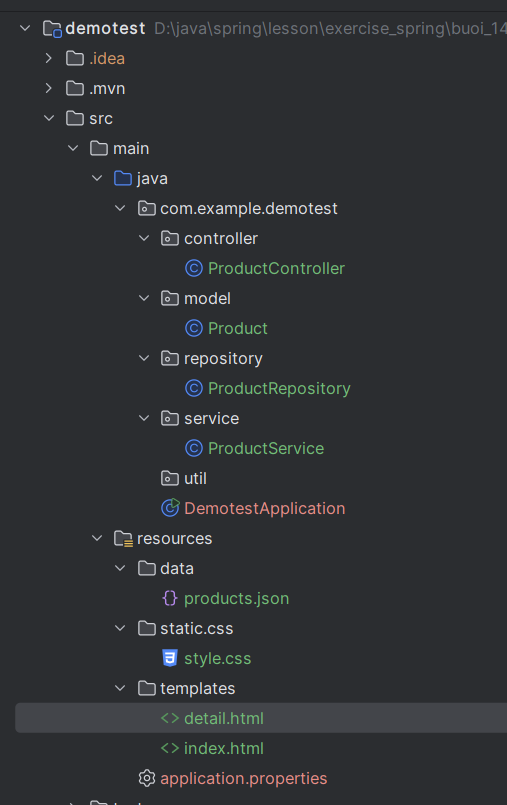 demotest D:\java\spring\lesson\exercise_spring\buoi_14
.idea
.mvn
src
main
java
com.example.demotest
controller
ProductController
model
Product
repository
ProductRepository
service
ProductService
util
DemotestApplication
resources
data
products.json
static.css
style.css
templates
detail.html
index.html
application.properties